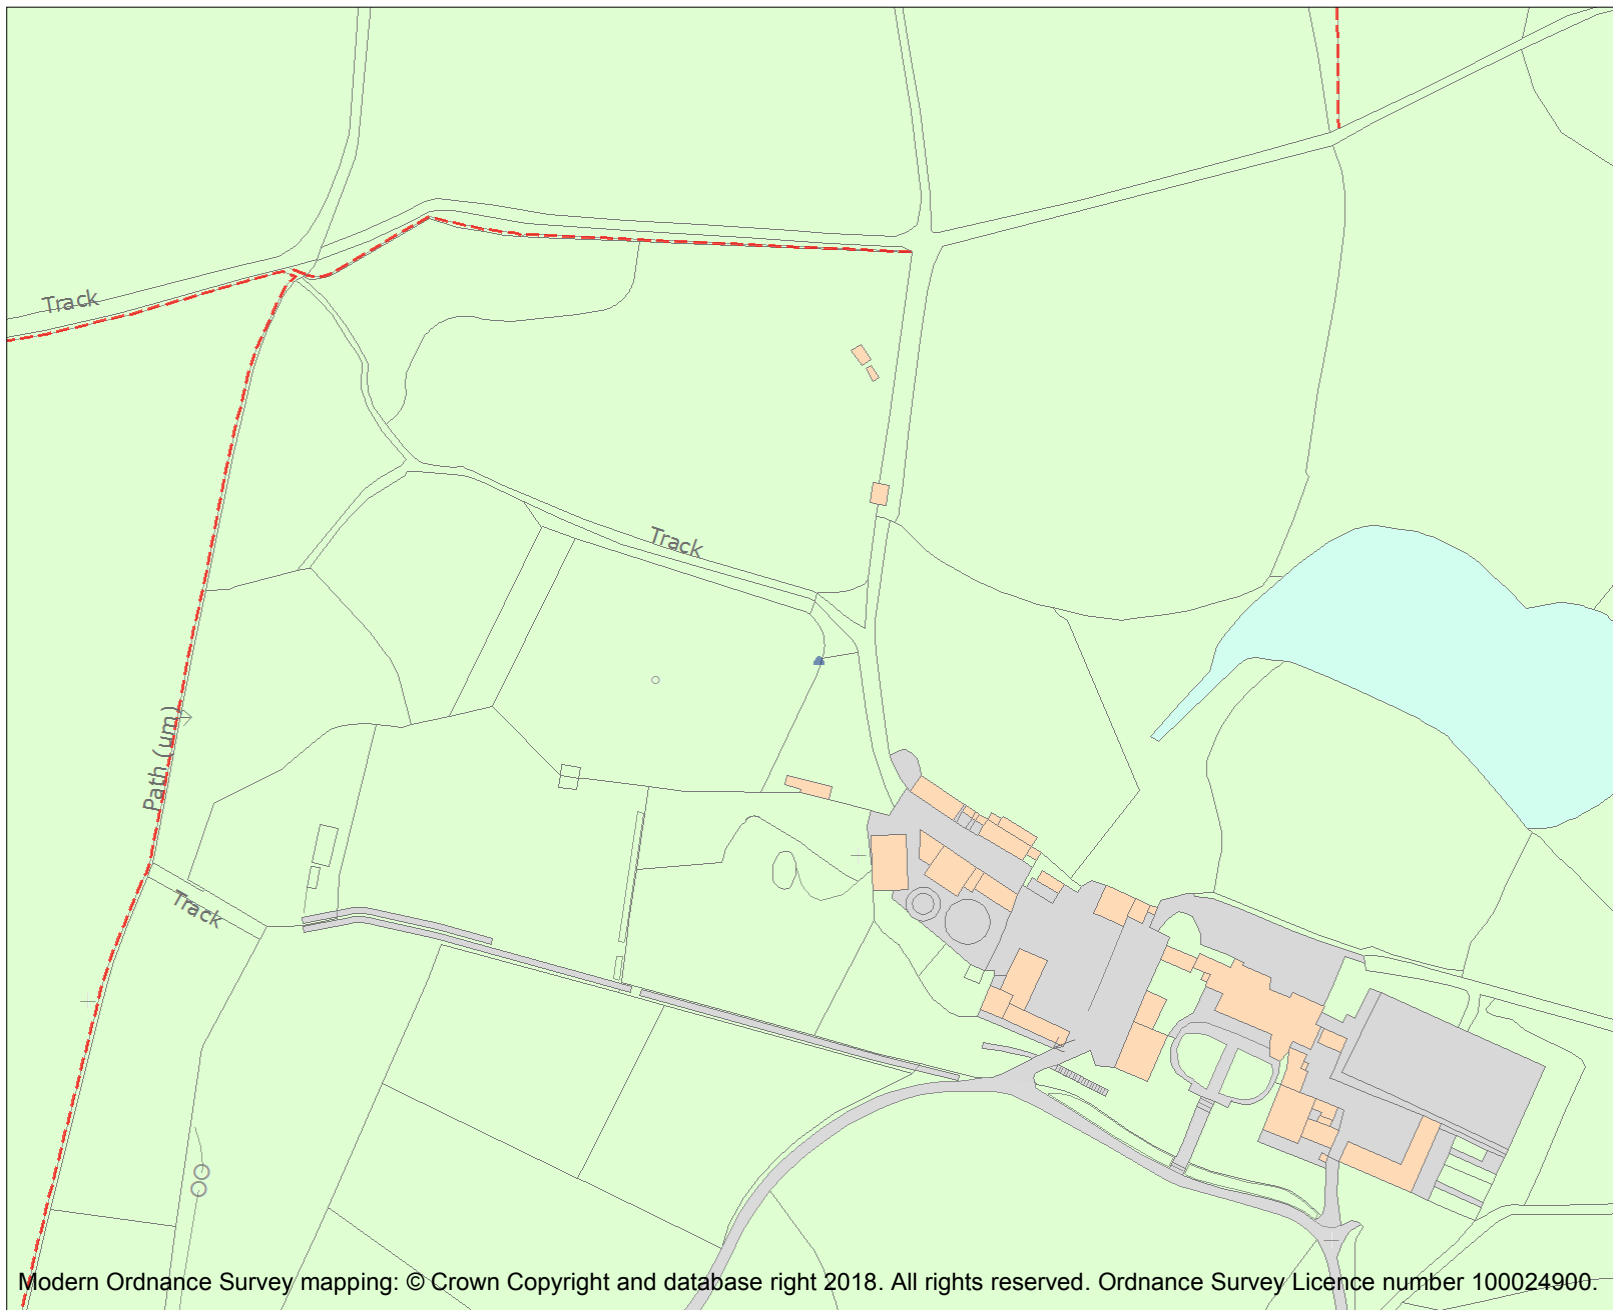 Track
Track
Path (um)
Track
Modern Ordnance Survey mapping: © Crown Copyright and database right 2018. All rights reserved. Ordnance Survey Licence number 100024900.